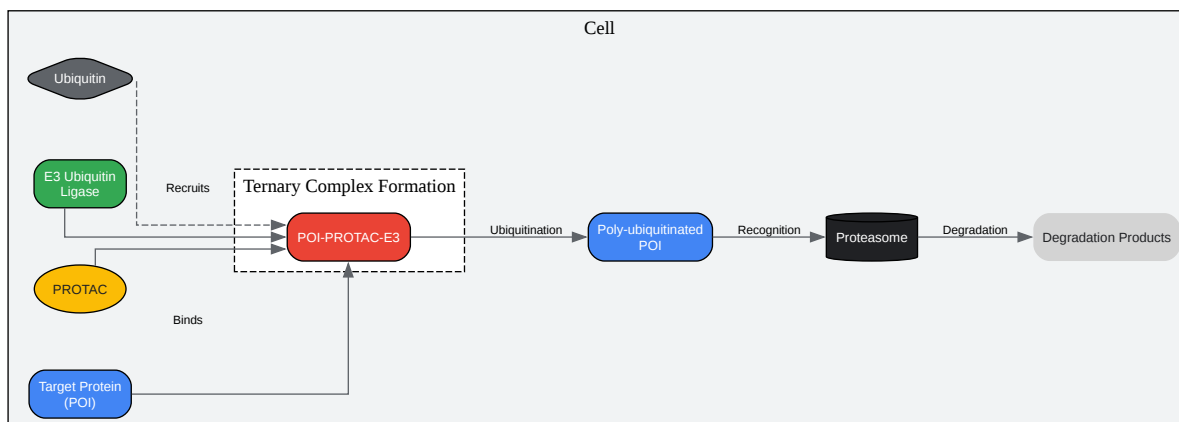 Cell
Ubiquitin
E3 Ubiquitin
Ligase
Recruits
Ternary Complex Formation
POI-PROTAC-E3
Ubiquitination
Poly-ubiquitinated
POI
Recognition
Proteasome
Degradation
Degradation Products
PROTAC
Binds
Target Protein
(POI)